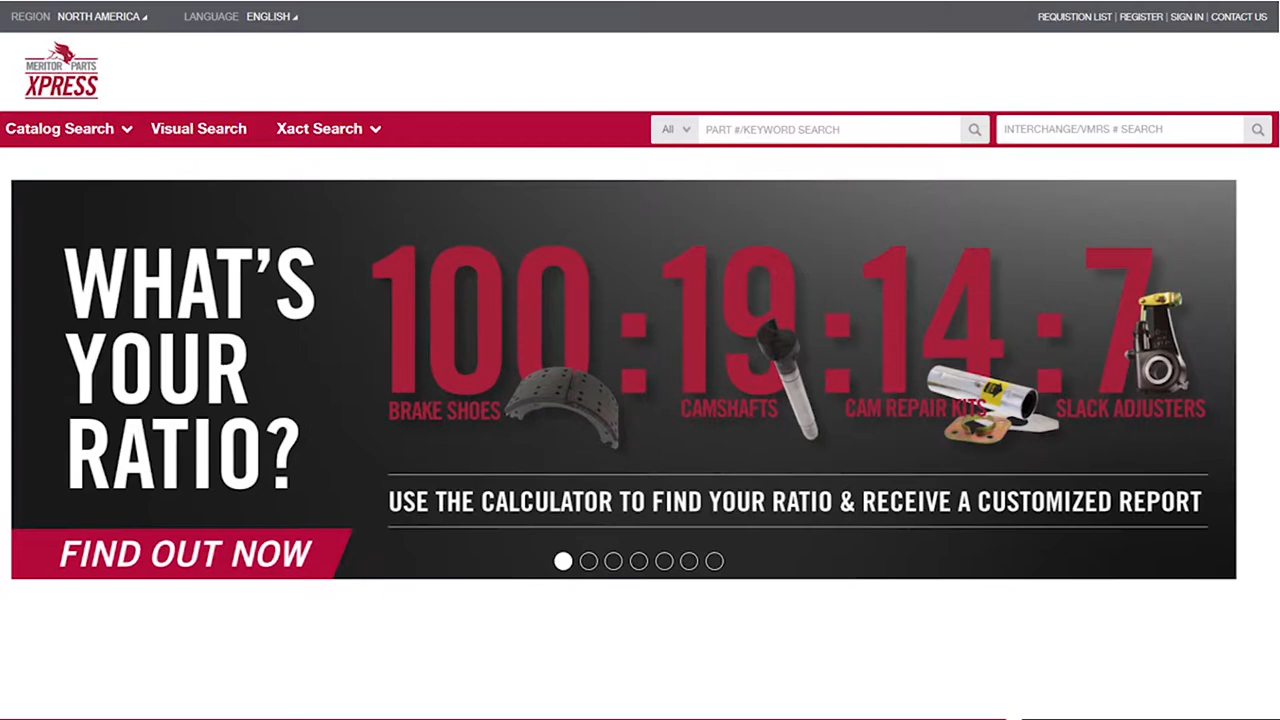 REGION NORTH AMERICA LANGUAGE ENGLISH REQUISTION LIST | REGISTER | SIGN IN | CONTACT US
MERITOR PARTS
XPRESS
Catalog Search Visual Search Xact Search All PART #/KEYWORD SEARCH INTERCHANGE/VMRS # SEARCH
WHAT'S
YOUR
RATIO?
100 : 19 : 14 : 7
BRAKE SHOES CAMSHAFTS CAM REPAIR KITS SLACK ADJUSTERS
USE THE CALCULATOR TO FIND YOUR RATIO & RECEIVE A CUSTOMIZED REPORT
FIND OUT NOW